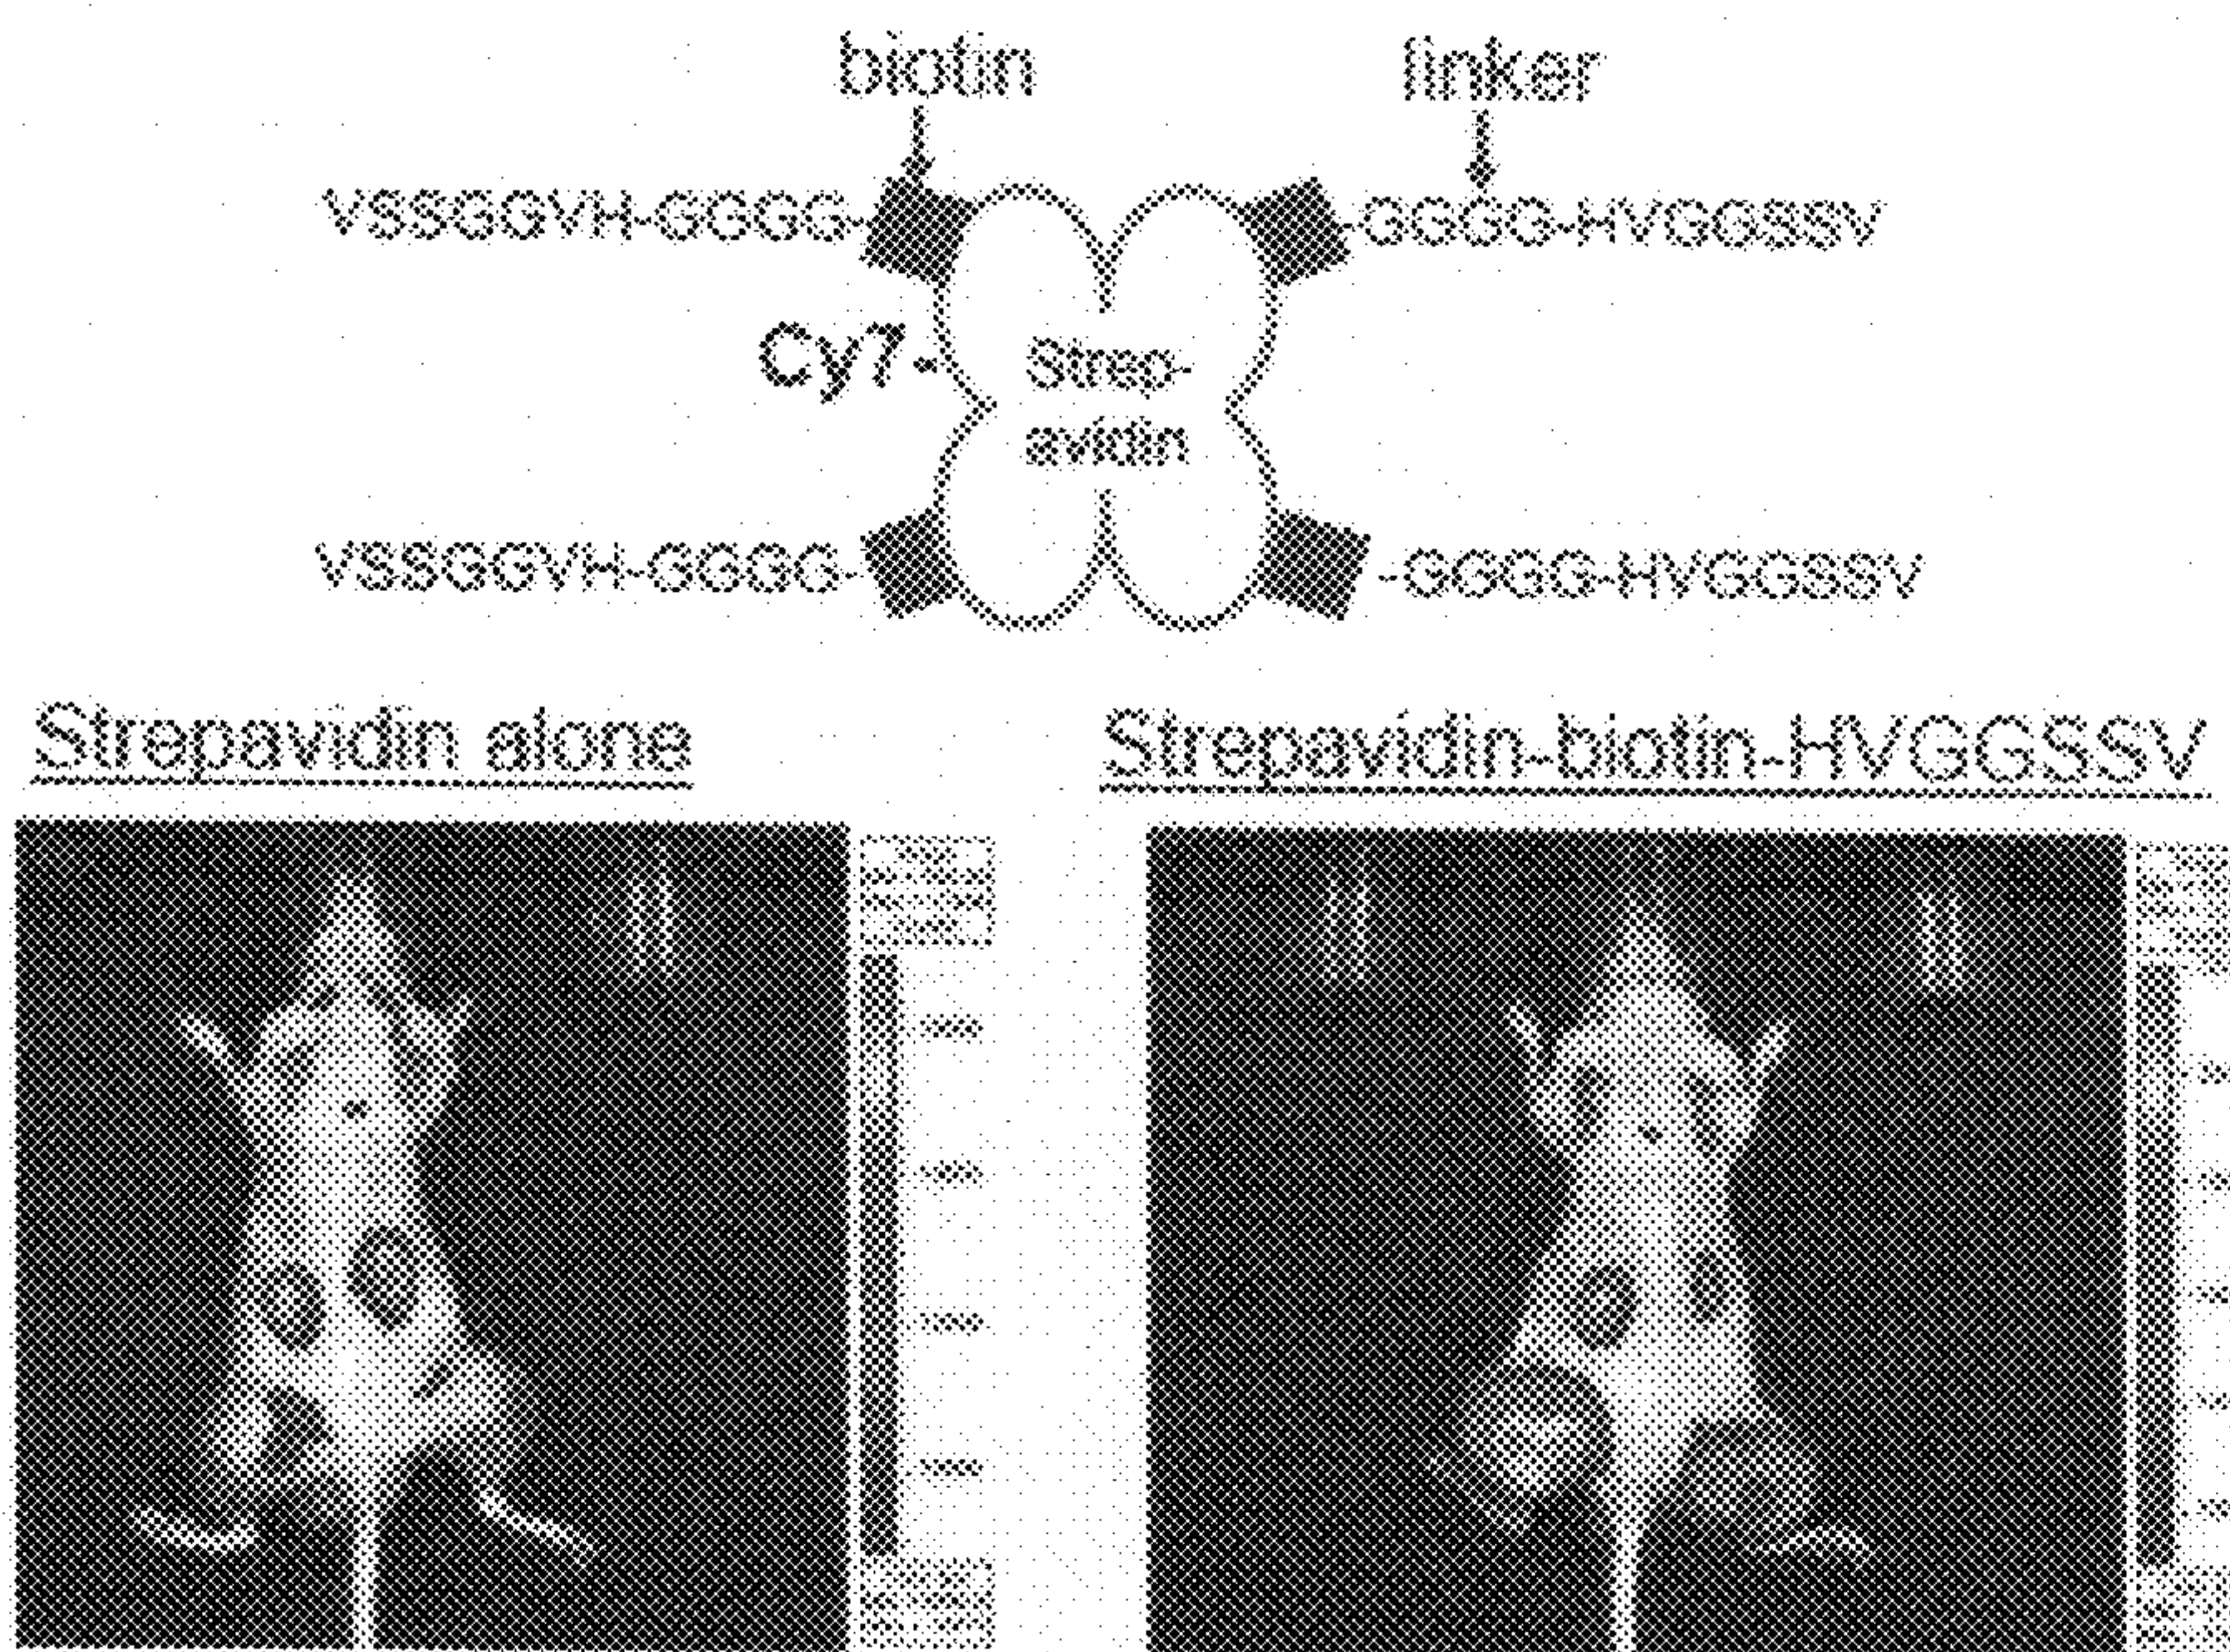 biotin linker
VSSGGVH-GGGG- -GGGG-HVGGSSV
Cy7-
Strep-
avidin
VSSGGVH-GGGG- -GGGG-HVGGSSV
Strepavidin alone
Strepavidin-biotin-HVGGSSV